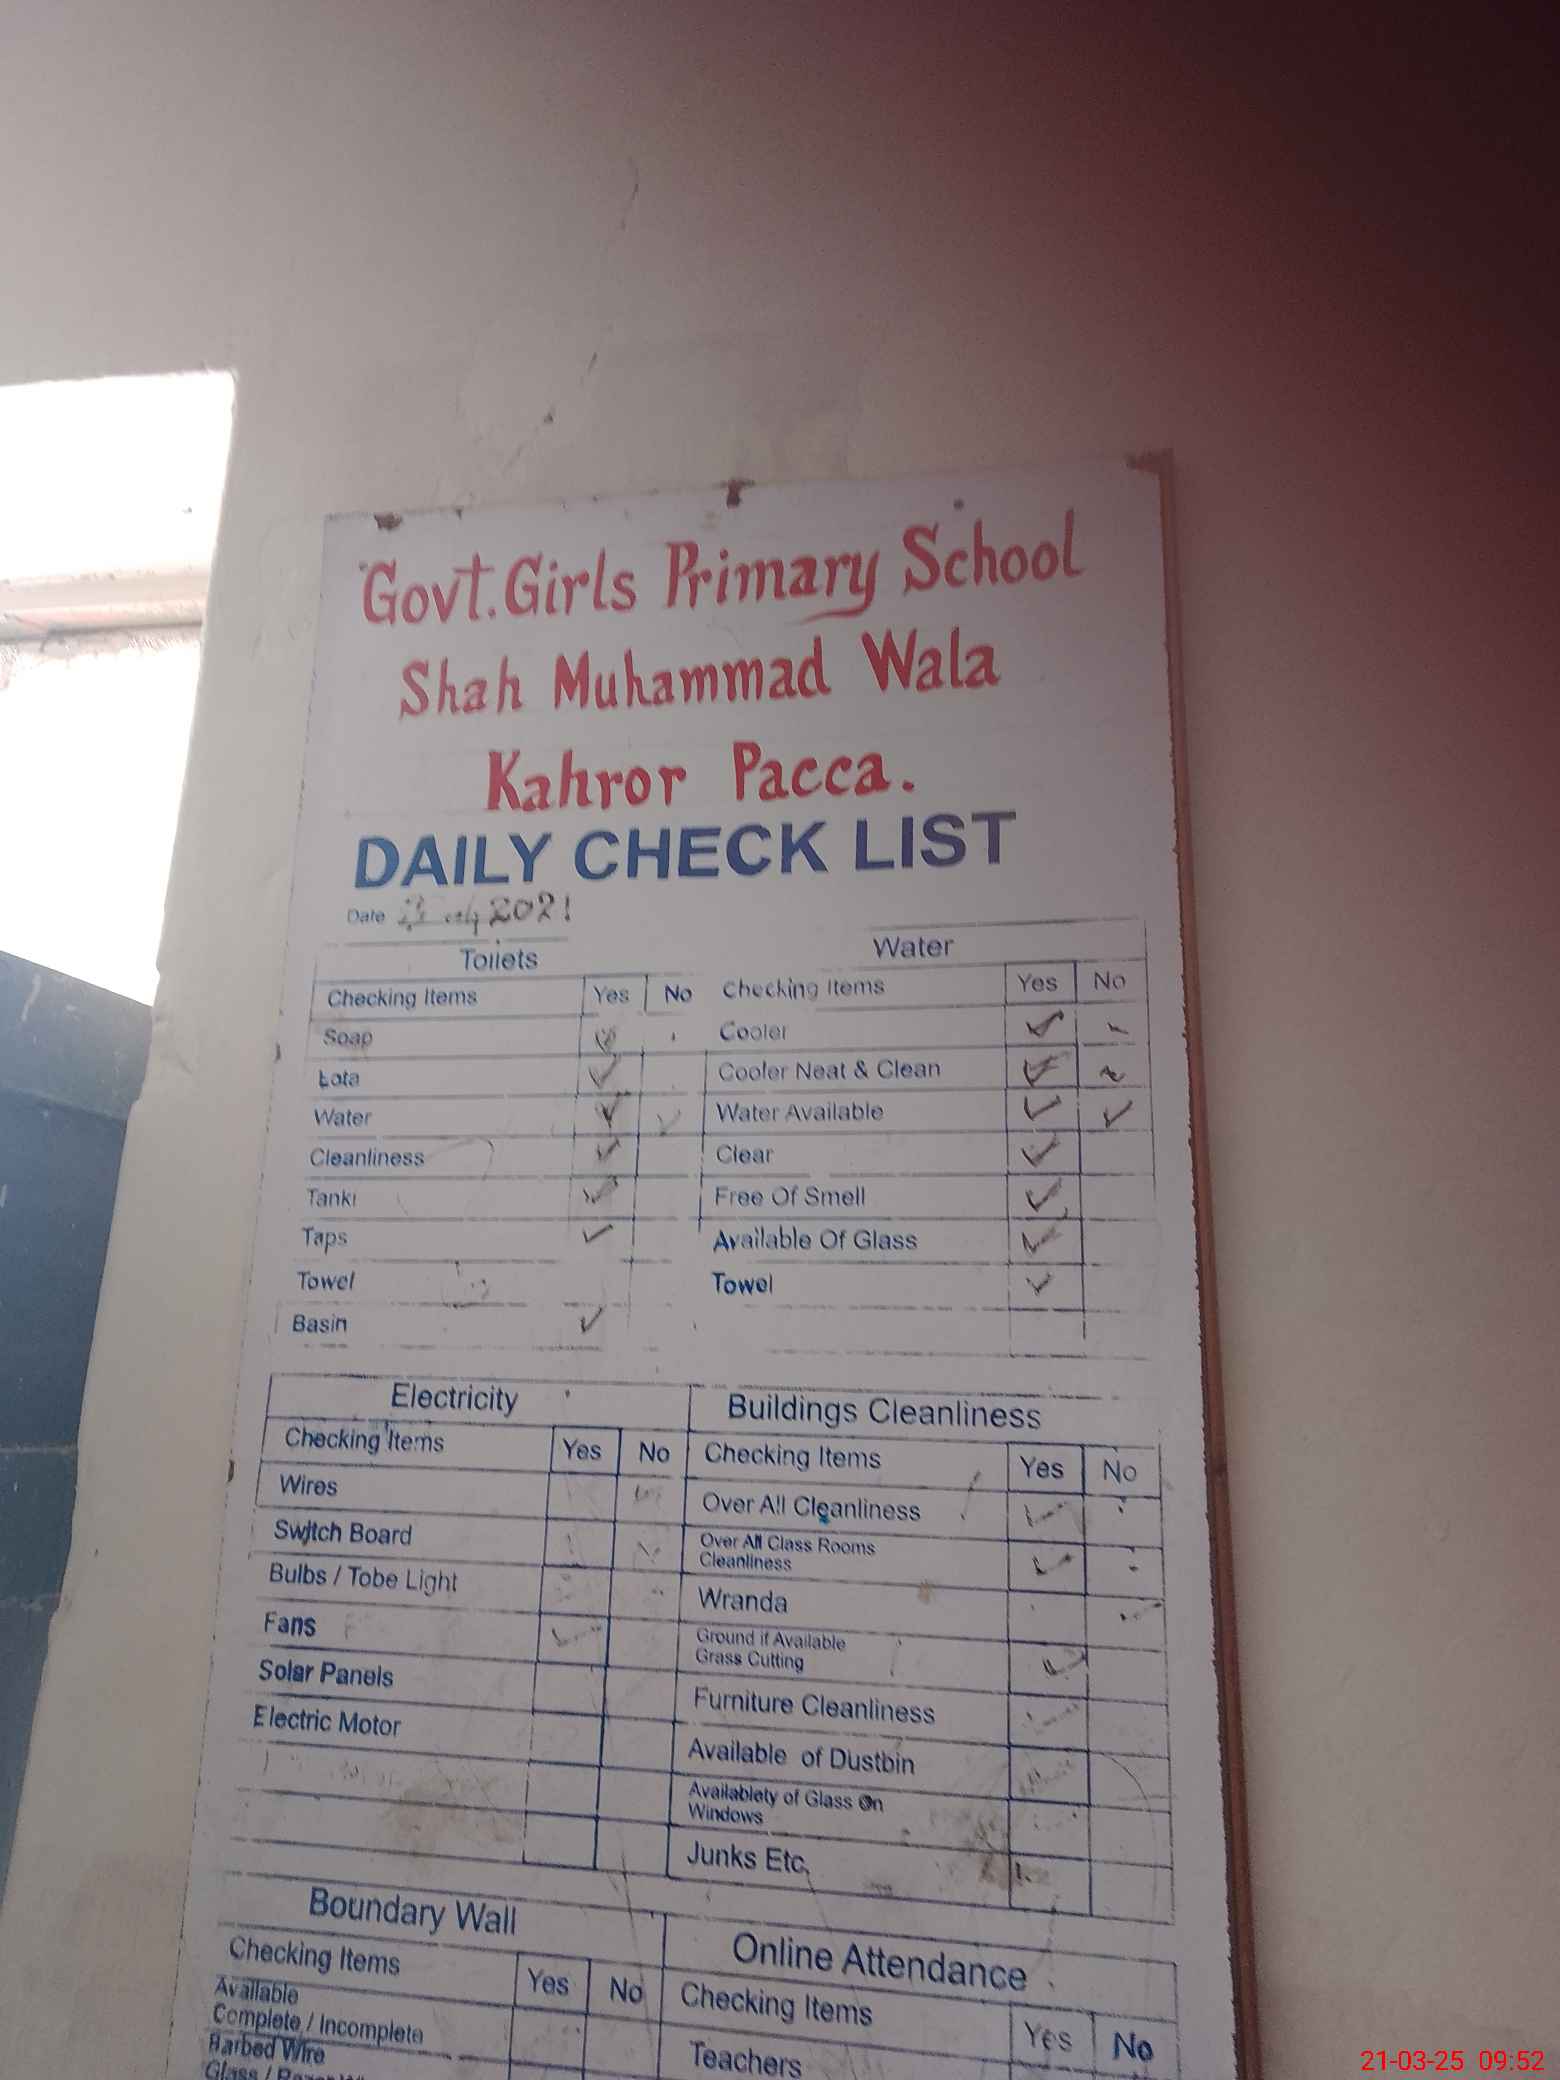 Govt. Girls Primary School
Shah Muhammad Wala
Kahror Pacca.
DAILY CHECK LIST
Date 2021
Toilets
Checking Items Yes No
Soap
Lota
Water
Cleanliness
Tanki
Taps
Towel
Basin
Water
Checking Items Yes No
Cooler
Cooler Neat & Clean
Water Available
Clear
Free Of Smell
Available Of Glass
Towel
Electricity
Checking Items Yes No
Wires
Switch Board
Bulbs / Tobe Light
Fans
Solar Panels
Electric Motor
Buildings Cleanliness
Checking Items Yes No
Over All Cleanliness
Over All Class Rooms
Cleanliness
Wranda
Ground if Available
Grass Cutting
Furniture Cleanliness
Available of Dustbin
Availablety of Glass On
Windows
Junks Etc.
Boundary Wall
Checking Items Yes No
Available
Complete / Incomplete
Barbed Wire
Glass /
Online Attendance
Checking Items Yes No
Teachers
21-03-25 09:52